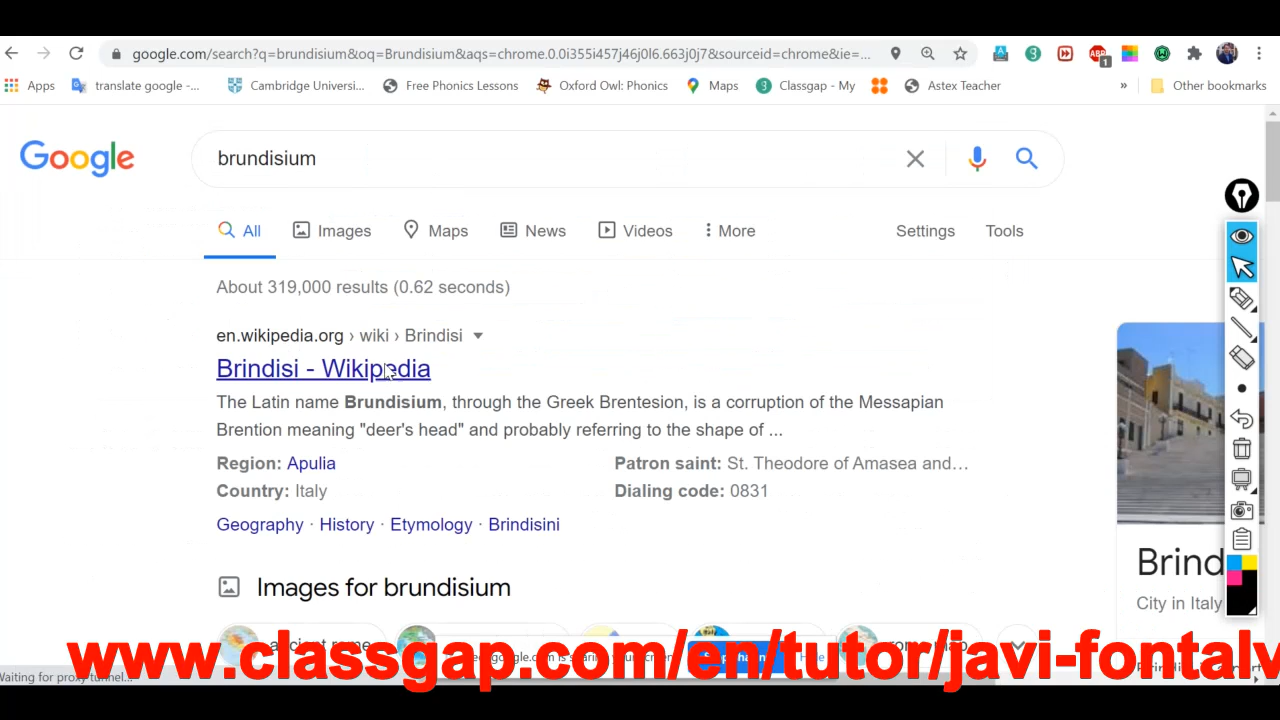 google.com/search?q=brundisium&oq=Brundisium&aqs=chrome.0.0i355l457j46j0l6.663j0j7&sourceid=chrome&ie=...
Apps translate google -... Cambridge Universi... Free Phonics Lessons Oxford Owl: Phonics Maps Classgap - My Astex Teacher » Other bookmarks
Google
brundisium
All Images Maps News Videos More Settings Tools
About 319,000 results (0.62 seconds)
en.wikipedia.org › wiki › Brindisi
Brindisi - Wikipedia
The Latin name Brundisium, through the Greek Brentesion, is a corruption of the Messapian
Brention meaning "deer's head" and probably referring to the shape of ...
Region: Apulia Patron saint: St. Theodore of Amasea and...
Country: Italy Dialing code: 0831
Geography · History · Etymology · Brindisini
Brind
City in Italy
Images for brundisium
www.classgap.com/en/tutor/javi-fontalv
Waiting for proxy tunnel...